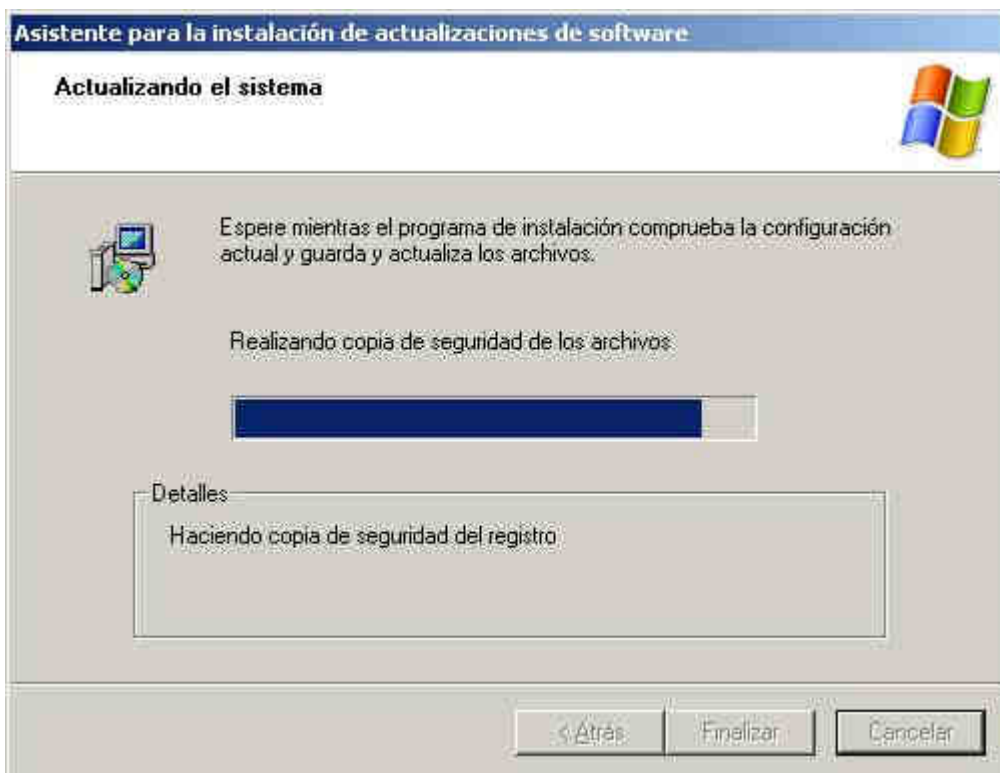 Asistente para la instalación de actualizaciones de software
Actualizando el sistema
Espere mientras el programa de instalación comprueba la configuración
actual y guarda y actualiza los archivos.
Realizando copia de seguridad de los archivos
Detalles
Haciendo copia de seguridad del registro
< Atrás
Finalizar
Cancelar